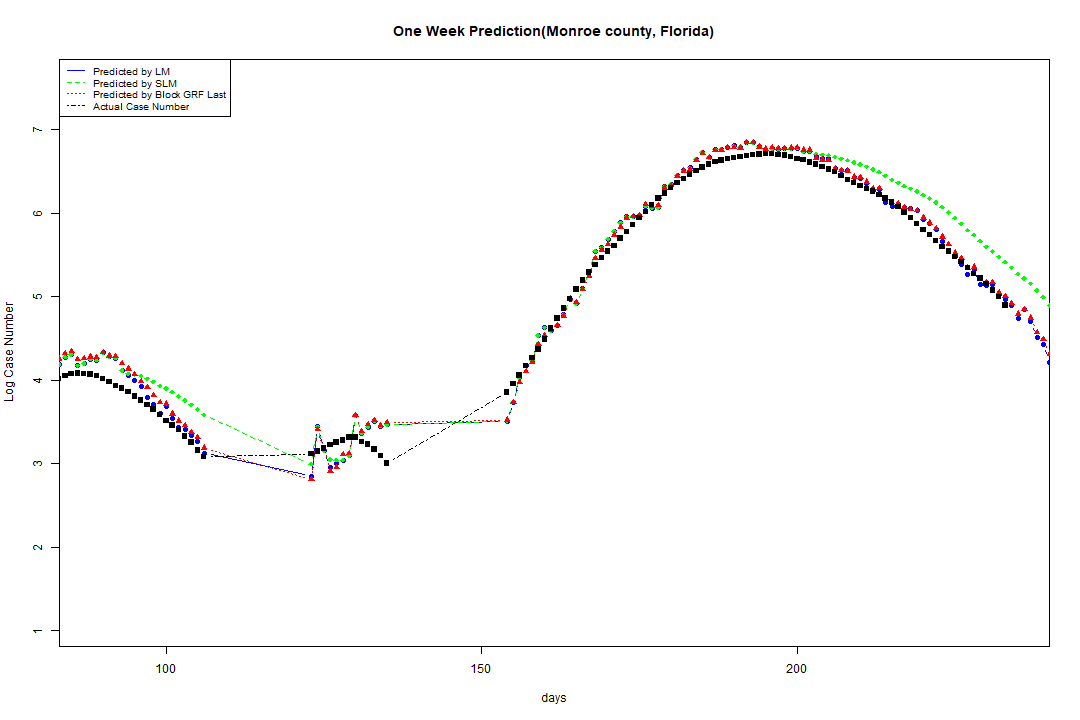 One Week Prediction(Monroe county, Florida)
Predicted by LM
Predicted by SLM
Predicted by Block GRF Last
Actual Case Number
7
6
5
4
3
2
1
Log Case Number
100 150 200
days